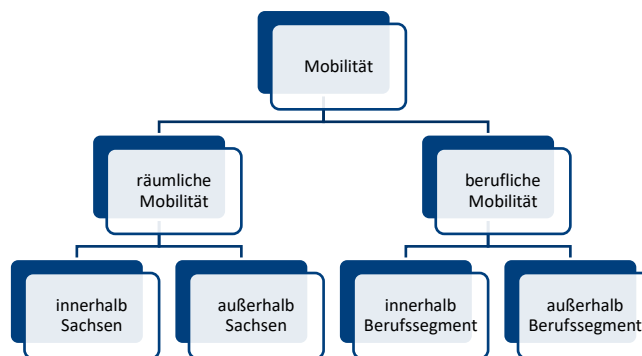 Mobilität
räumliche
Mobilität
berufliche
Mobilität
innerhalb
Sachsen
außerhalb
Sachsen
innerhalb
Berufssegment
außerhalb
Berufssegment